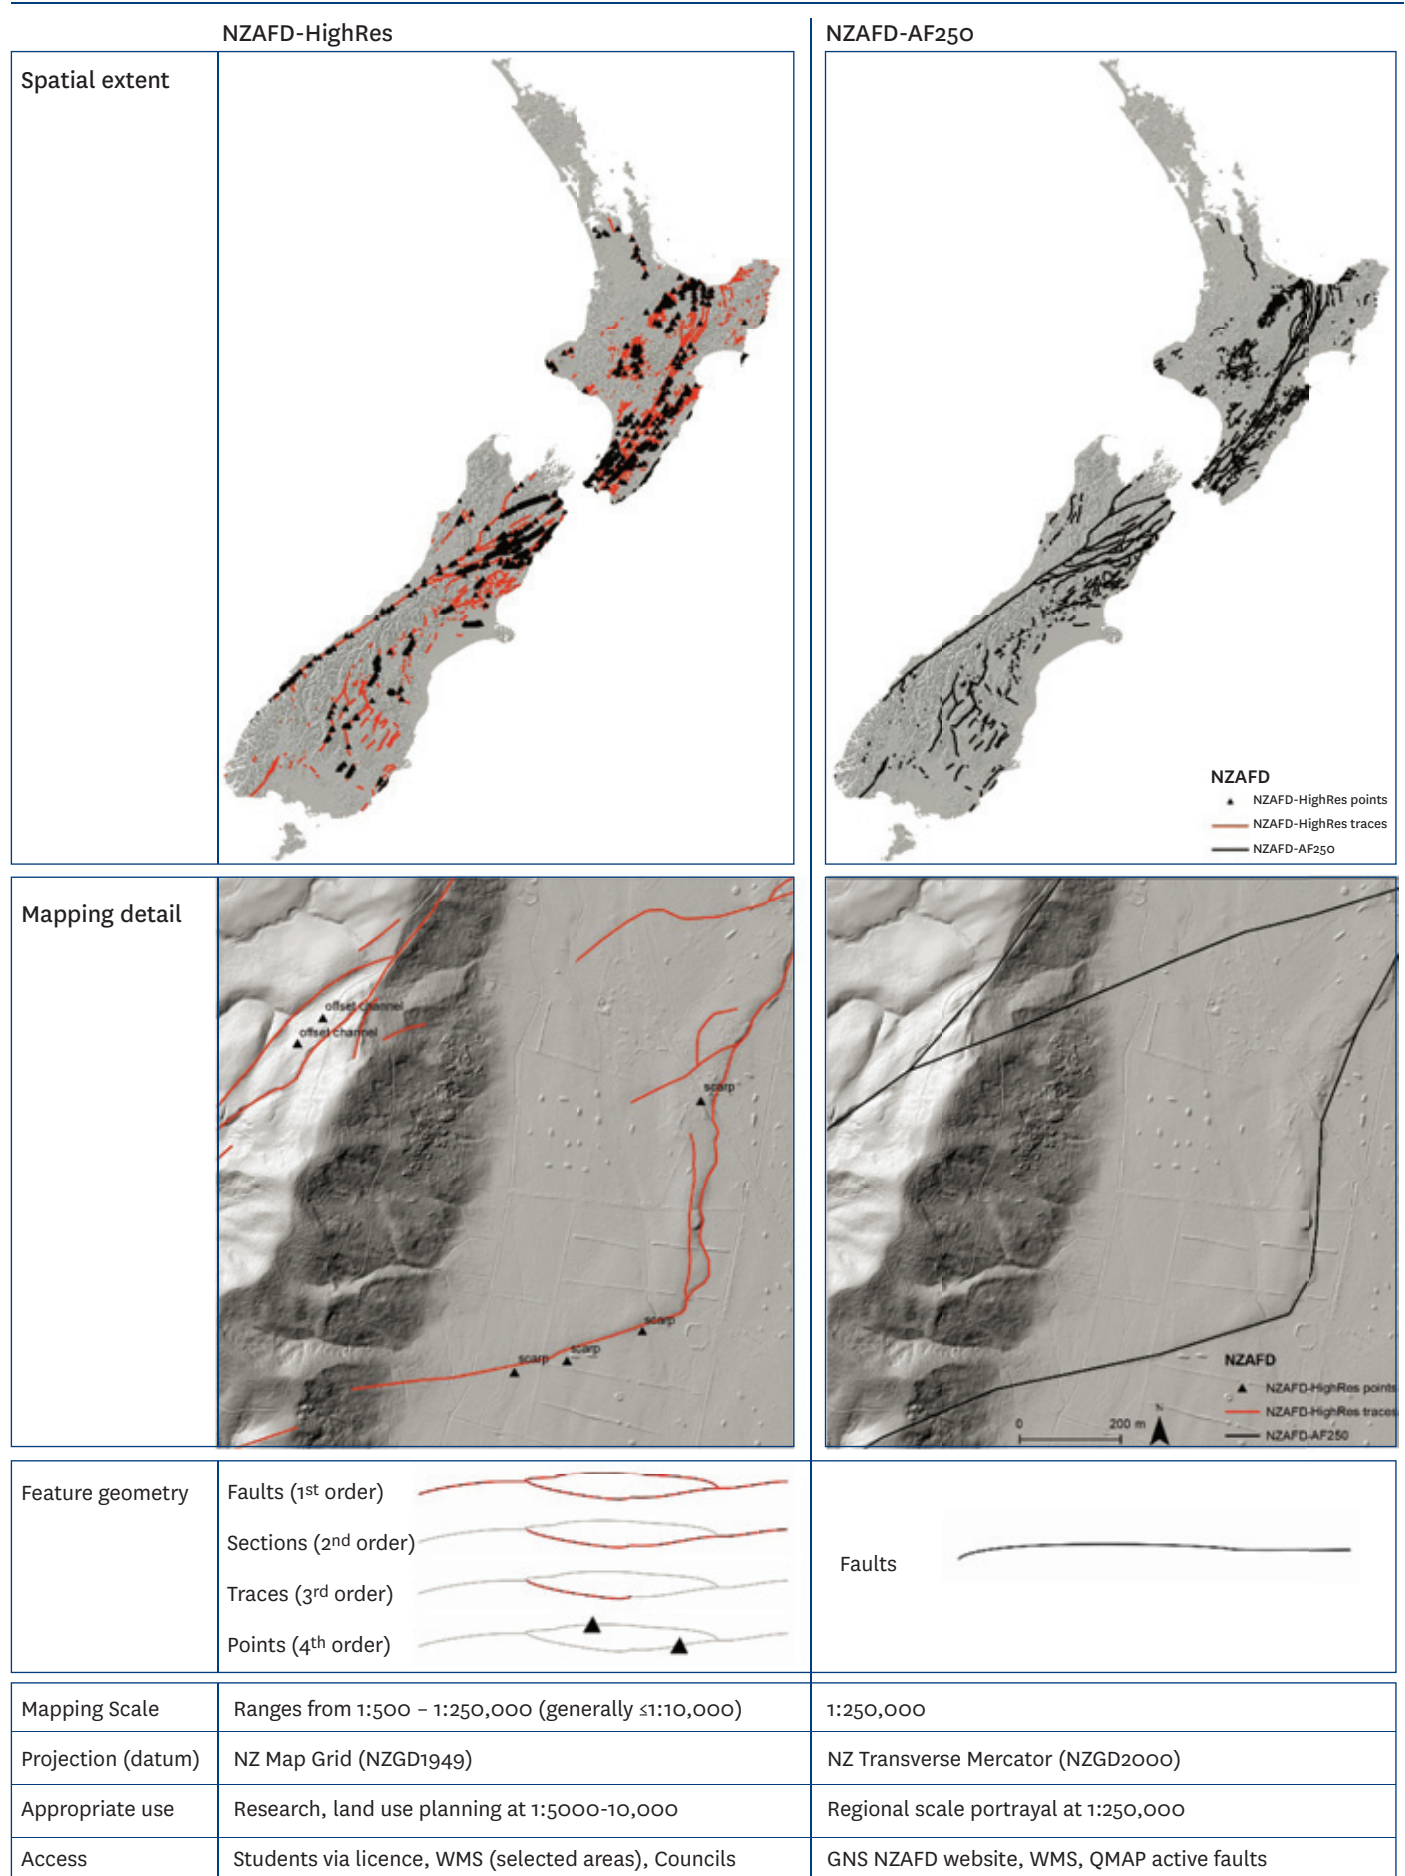 NZAFD-HighRes
NZAFD-AF250
Spatial extent
NZAFD
NZAFD-HighRes points
NZAFD-HighRes traces
NZAFD-AF250
Mapping detail
offset channel
offset channel
scarp
scarp
scarp
scarp
NZAFD
NZAFD-HighRes points
NZAFD-HighRes traces
NZAFD-AF250
0 200 m
N
Feature geometry
Faults (1st order)
Sections (2nd order)
Traces (3rd order)
Points (4th order)
Faults
Mapping Scale
Ranges from 1:500 – 1:250,000 (generally ≤1:10,000)
1:250,000
Projection (datum)
NZ Map Grid (NZGD1949)
NZ Transverse Mercator (NZGD2000)
Appropriate use
Research, land use planning at 1:5000-10,000
Regional scale portrayal at 1:250,000
Access
Students via licence, WMS (selected areas), Councils
GNS NZAFD website, WMS, QMAP active faults